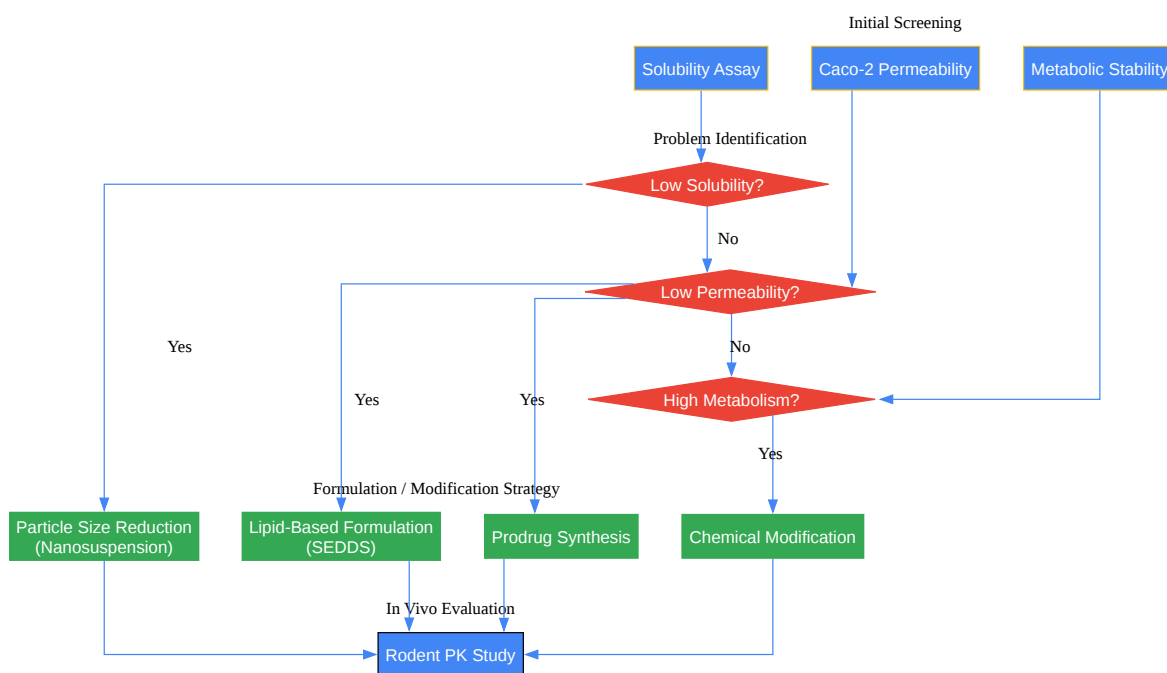 Initial Screening
Solubility Assay
Caco-2 Permeability
Metabolic Stability
Problem Identification
Low Solubility?
No
Low Permeability?
Yes
No
Yes
Yes
High Metabolism?
Yes
Formulation / Modification Strategy
Particle Size Reduction
(Nanosuspension)
Lipid-Based Formulation
(SEDDS)
Prodrug Synthesis
Chemical Modification
In Vivo Evaluation
Rodent PK Study